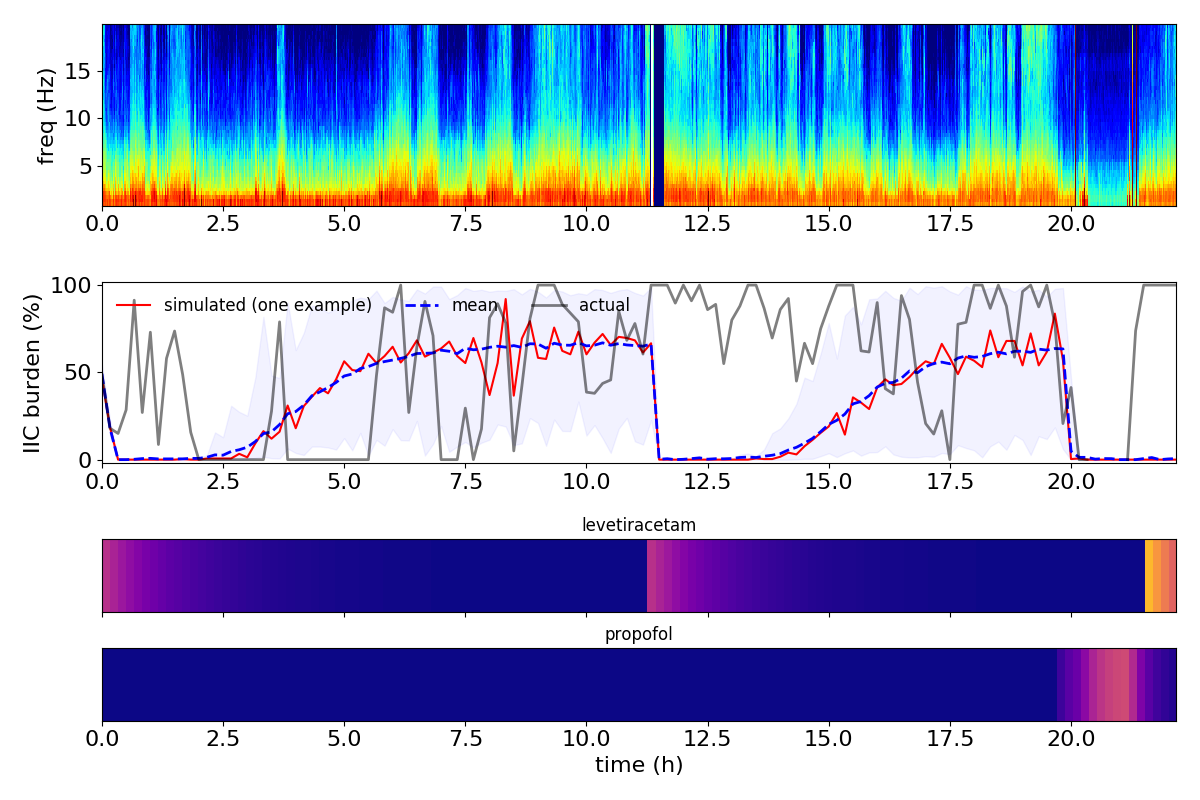 freq (Hz)
15
10
5
0.0 2.5 5.0 7.5 10.0 12.5 15.0 17.5 20.0
IIC burden (%)
100
50
0
simulated (one example) mean actual
0.0 2.5 5.0 7.5 10.0 12.5 15.0 17.5 20.0
levetiracetam
propofol
0.0 2.5 5.0 7.5 10.0 12.5 15.0 17.5 20.0
time (h)